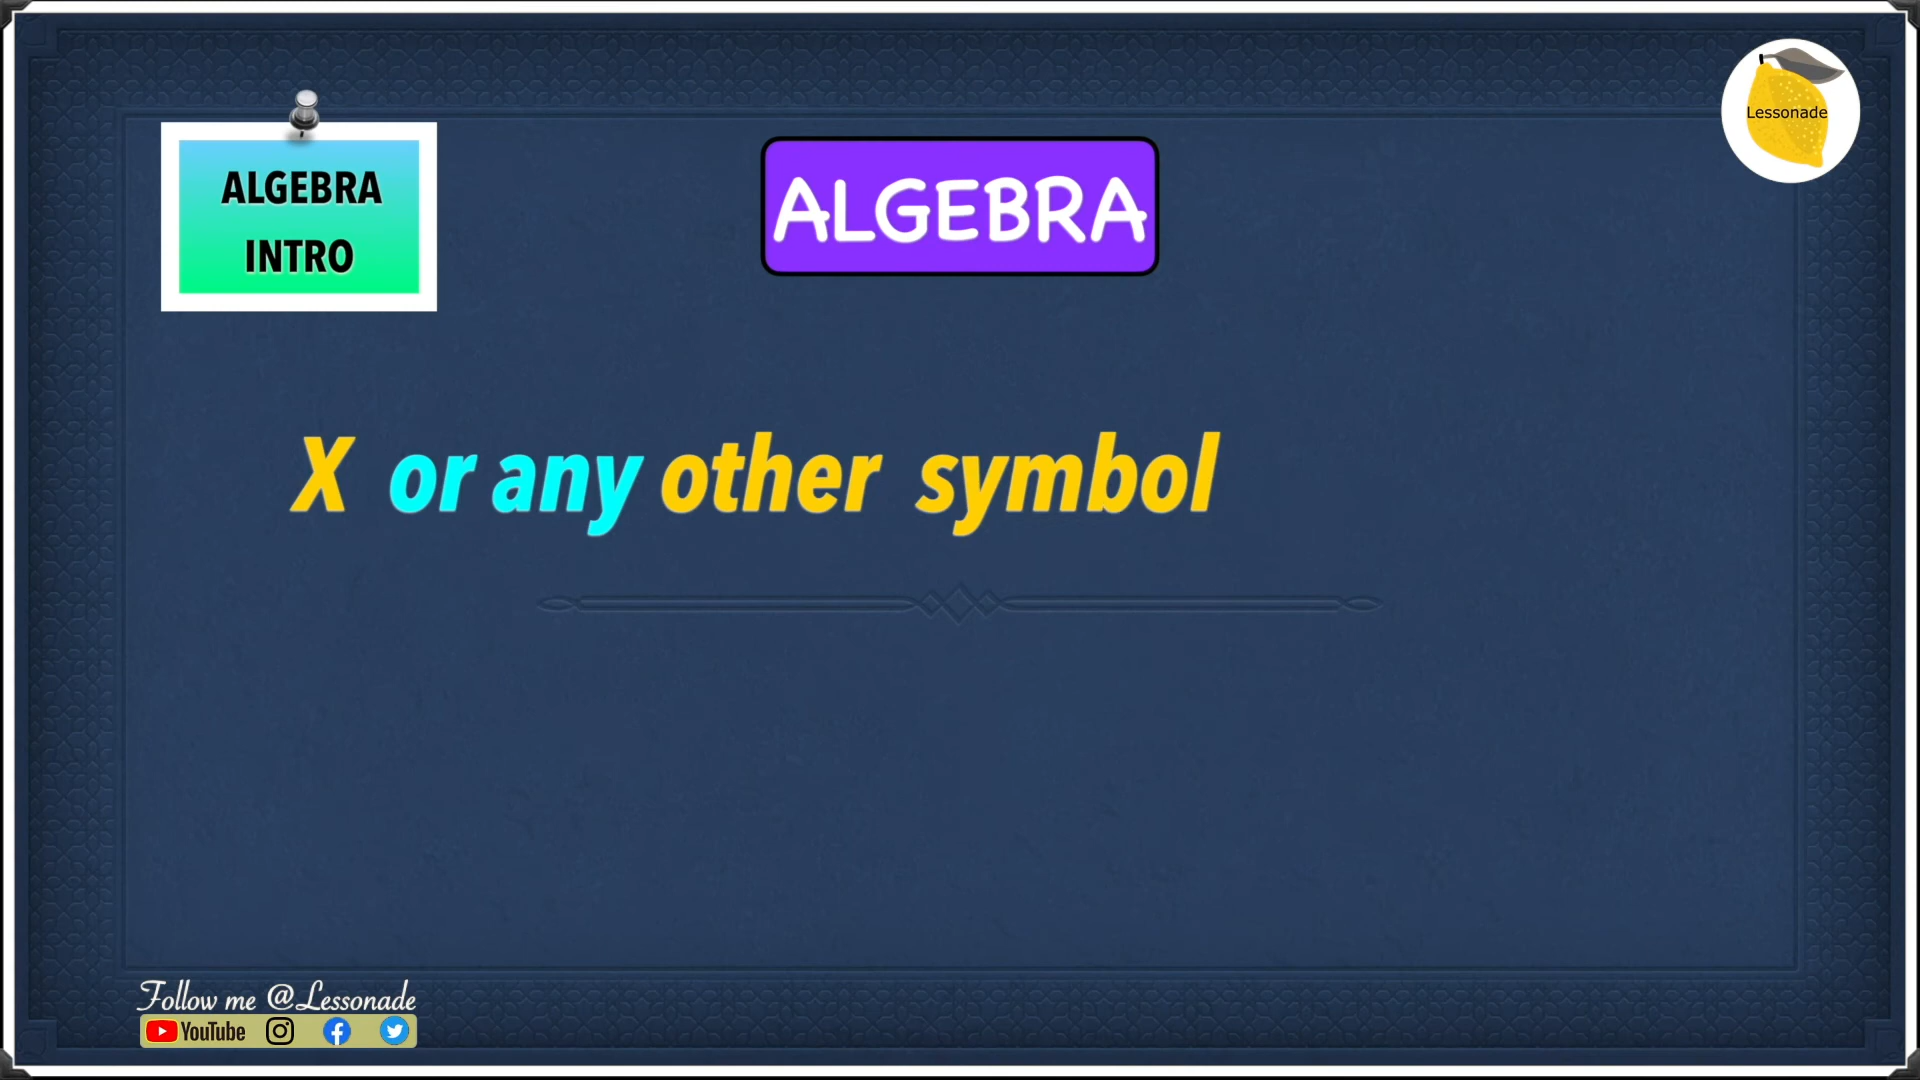 ALGEBRA
INTRO
ALGEBRA
Lessonade
X or any other symbol
Follow me @Lessonade
YouTube